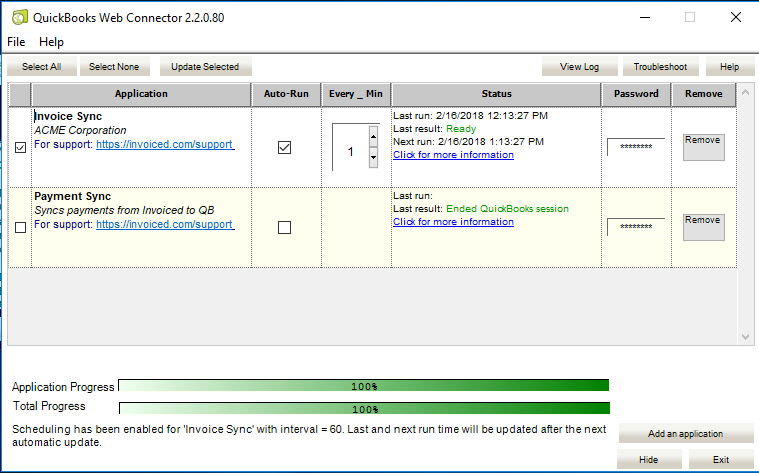 QuickBooks Web Connector 2.2.0.80
File Help
Select All Select None Update Selected View Log Troubleshoot Help
Application Auto-Run Every _ Min Status Password Remove
Invoice Sync
ACME Corporation
For support: https://invoiced.com/support
1
Last run: 2/16/2018 12:13:27 PM
Last result: Ready
Next run: 2/16/2018 1:13:27 PM
Click for more information
********
Remove
Payment Sync
Syncs payments from Invoiced to QB
For support: https://invoiced.com/support
Last run:
Last result: Ended QuickBooks session
Click for more information
********
Remove
Application Progress 100%
Total Progress 100%
Scheduling has been enabled for 'Invoice Sync' with interval = 60. Last and next run time will be updated after the next
automatic update.
Add an application
Hide Exit